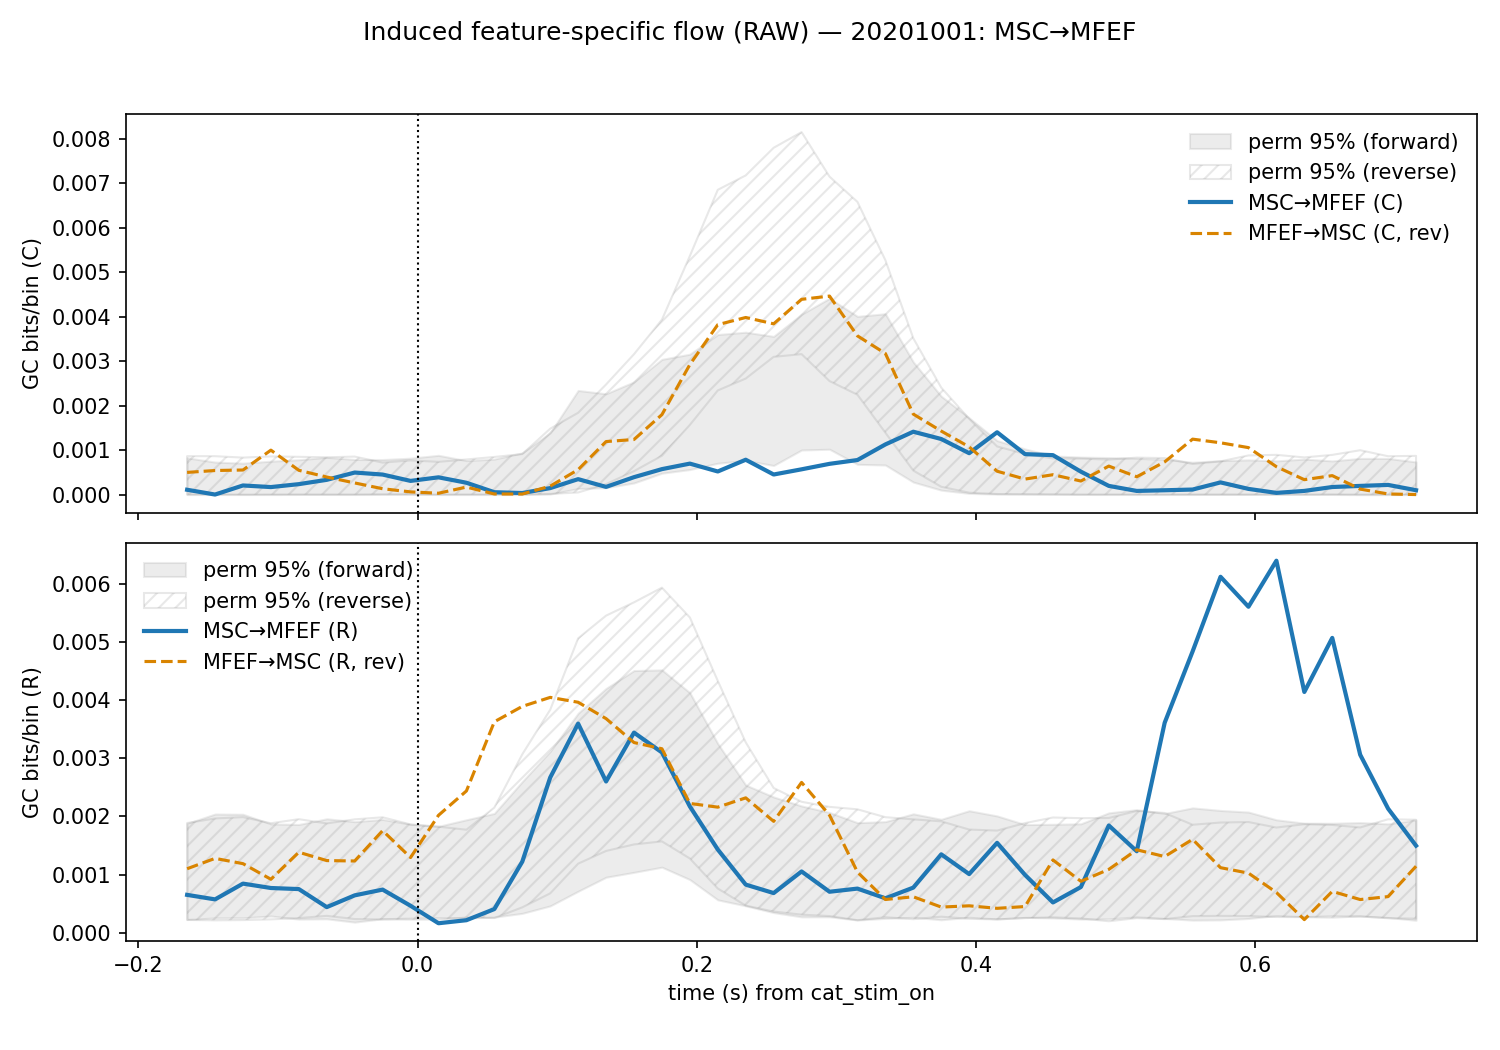 Induced feature-specific flow (RAW) — 20201001: MSC→MFEF
GC bits/bin (C)
0.008
0.007
0.006
0.005
0.004
0.003
0.002
0.001
0.000
perm 95% (forward)
perm 95% (reverse)
MSC→MFEF (C)
MFEF→MSC (C, rev)
GC bits/bin (R)
0.006
0.005
0.004
0.003
0.002
0.001
0.000
perm 95% (forward)
perm 95% (reverse)
MSC→MFEF (R)
MFEF→MSC (R, rev)
−0.2 0.0 0.2 0.4 0.6
time (s) from cat_stim_on